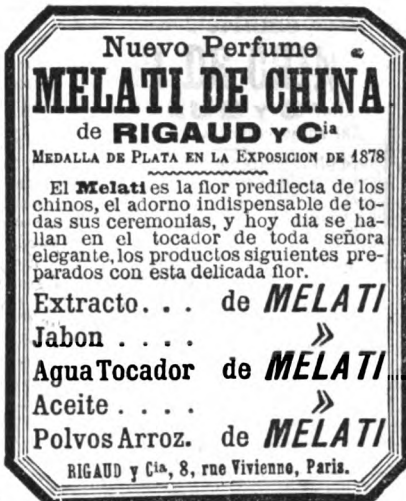 Nuevo Perfume
MELATI DE CHINA
de RIGAUD Y Cia
MEDALLA DE PLATA EN LA EXPOSICION DE 1878
El Melati es la flor predilecta de los
chinos, el adorno indispensable de to-
das sus ceremonias, y hoy dia se ha-
llan en el tocador de toda señora
elegante, los productos siguientes pre-
parados con esta delicada flor.
Extracto. . . de MELATI
Jabon . . . . »
Agua Tocador de MELATI
Aceite . . . . »
Polvos Arroz. de MELATI
RIGAUD y Cia, 8, rue Vivienne, Paris.